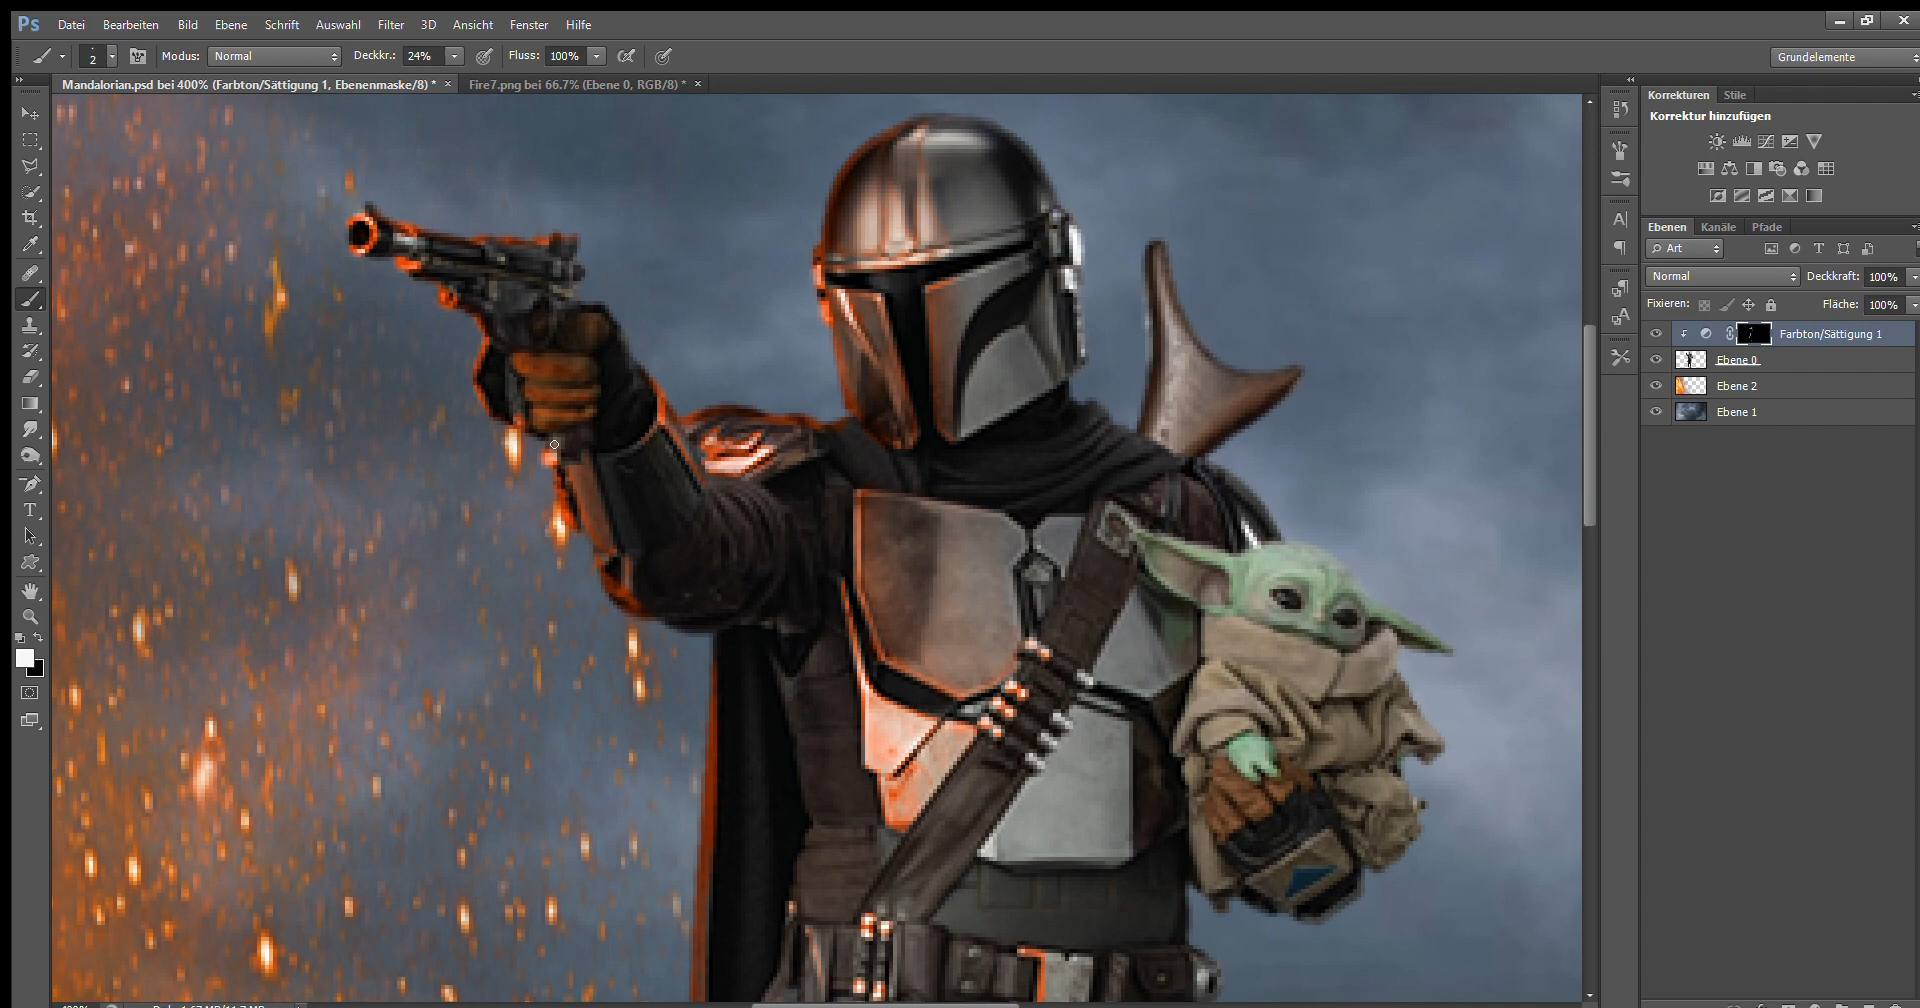 Ps Datei Bearbeiten Bild Ebene Schrift Auswahl Filter 3D Ansicht Fenster Hilfe
2 Modus: Normal Deckkr.: 24% Fluss: 100% Grundelemente
Mandalorian.psd bei 400% (Farbton/Sättigung 1, Ebenenmaske/8) * × Fire7.png bei 66.7% (Ebene 0, RGB/8) * ×
Korrekturen Stile
Korrektur hinzufügen
Ebenen Kanäle Pfade
Art
Normal Deckkraft: 100%
Fixieren: Fläche: 100%
Farbton/Sättigung 1
Ebene 0
Ebene 2
Ebene 1